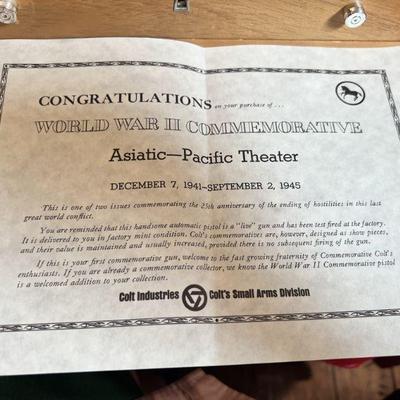 CONGRATULATIONS on your purchase of . . .
WORLD WAR II COMMEMORATIVE
Asiatic—Pacific Theater
DECEMBER 7, 1941–SEPTEMBER 2, 1945
This is one of two issues commemorating the 25th anniversary of the ending of hostilities in this last
great world conflict.
You are reminded that this handsome automatic pistol is a "live" gun and has been test fired at the factory.
It is delivered to you in factory mint condition. Colt's commemoratives are, however, designed as show pieces,
and their value is maintained and usually increased, provided there is no subsequent firing of the gun.
If this is your first commemorative gun, welcome to the fast growing fraternity of Commemorative Colt's
enthusiasts. If you are already a commemorative collector, we know the World War II Commemorative pistol
is a welcomed addition to your collection.
Colt Industries Colt's Small Arms Division